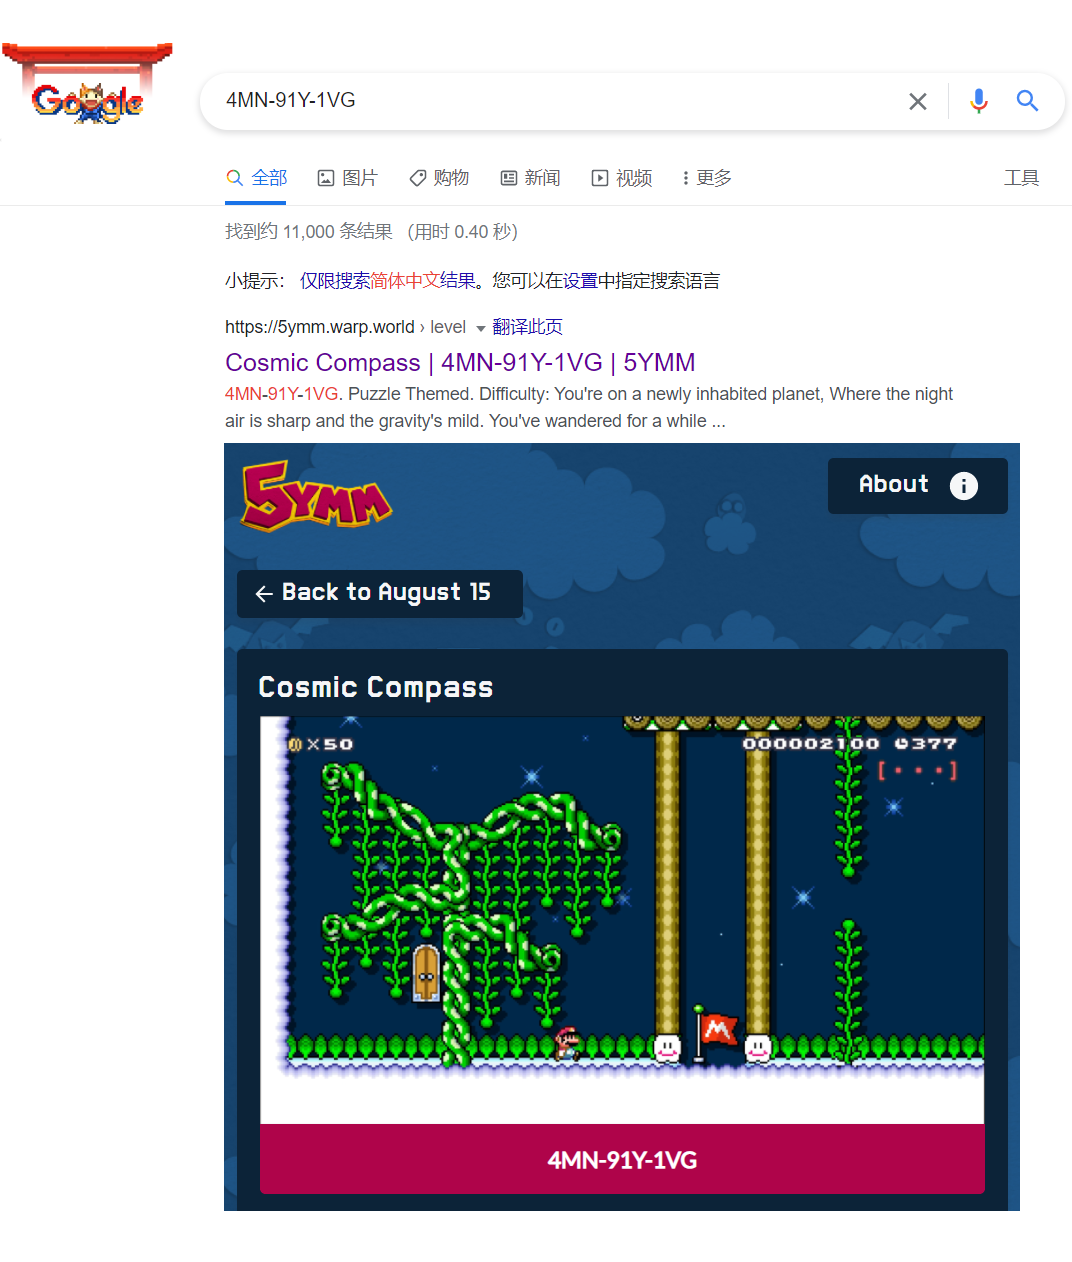 Google
4MN-91Y-1VG
全部 图片 购物 新闻 视频 更多 工具
找到约 11,000 条结果 （用时 0.40 秒）
小提示： 仅限搜索简体中文结果。您可以在设置中指定搜索语言
https://5ymm.warp.world › level 翻译此页
Cosmic Compass | 4MN-91Y-1VG | 5YMM
4MN-91Y-1VG. Puzzle Themed. Difficulty: You're on a newly inhabited planet, Where the night
air is sharp and the gravity's mild. You've wandered for a while ...
5YMM
About
← Back to August 15
Cosmic Compass
×50 000002100 377
[···]
M
4MN-91Y-1VG